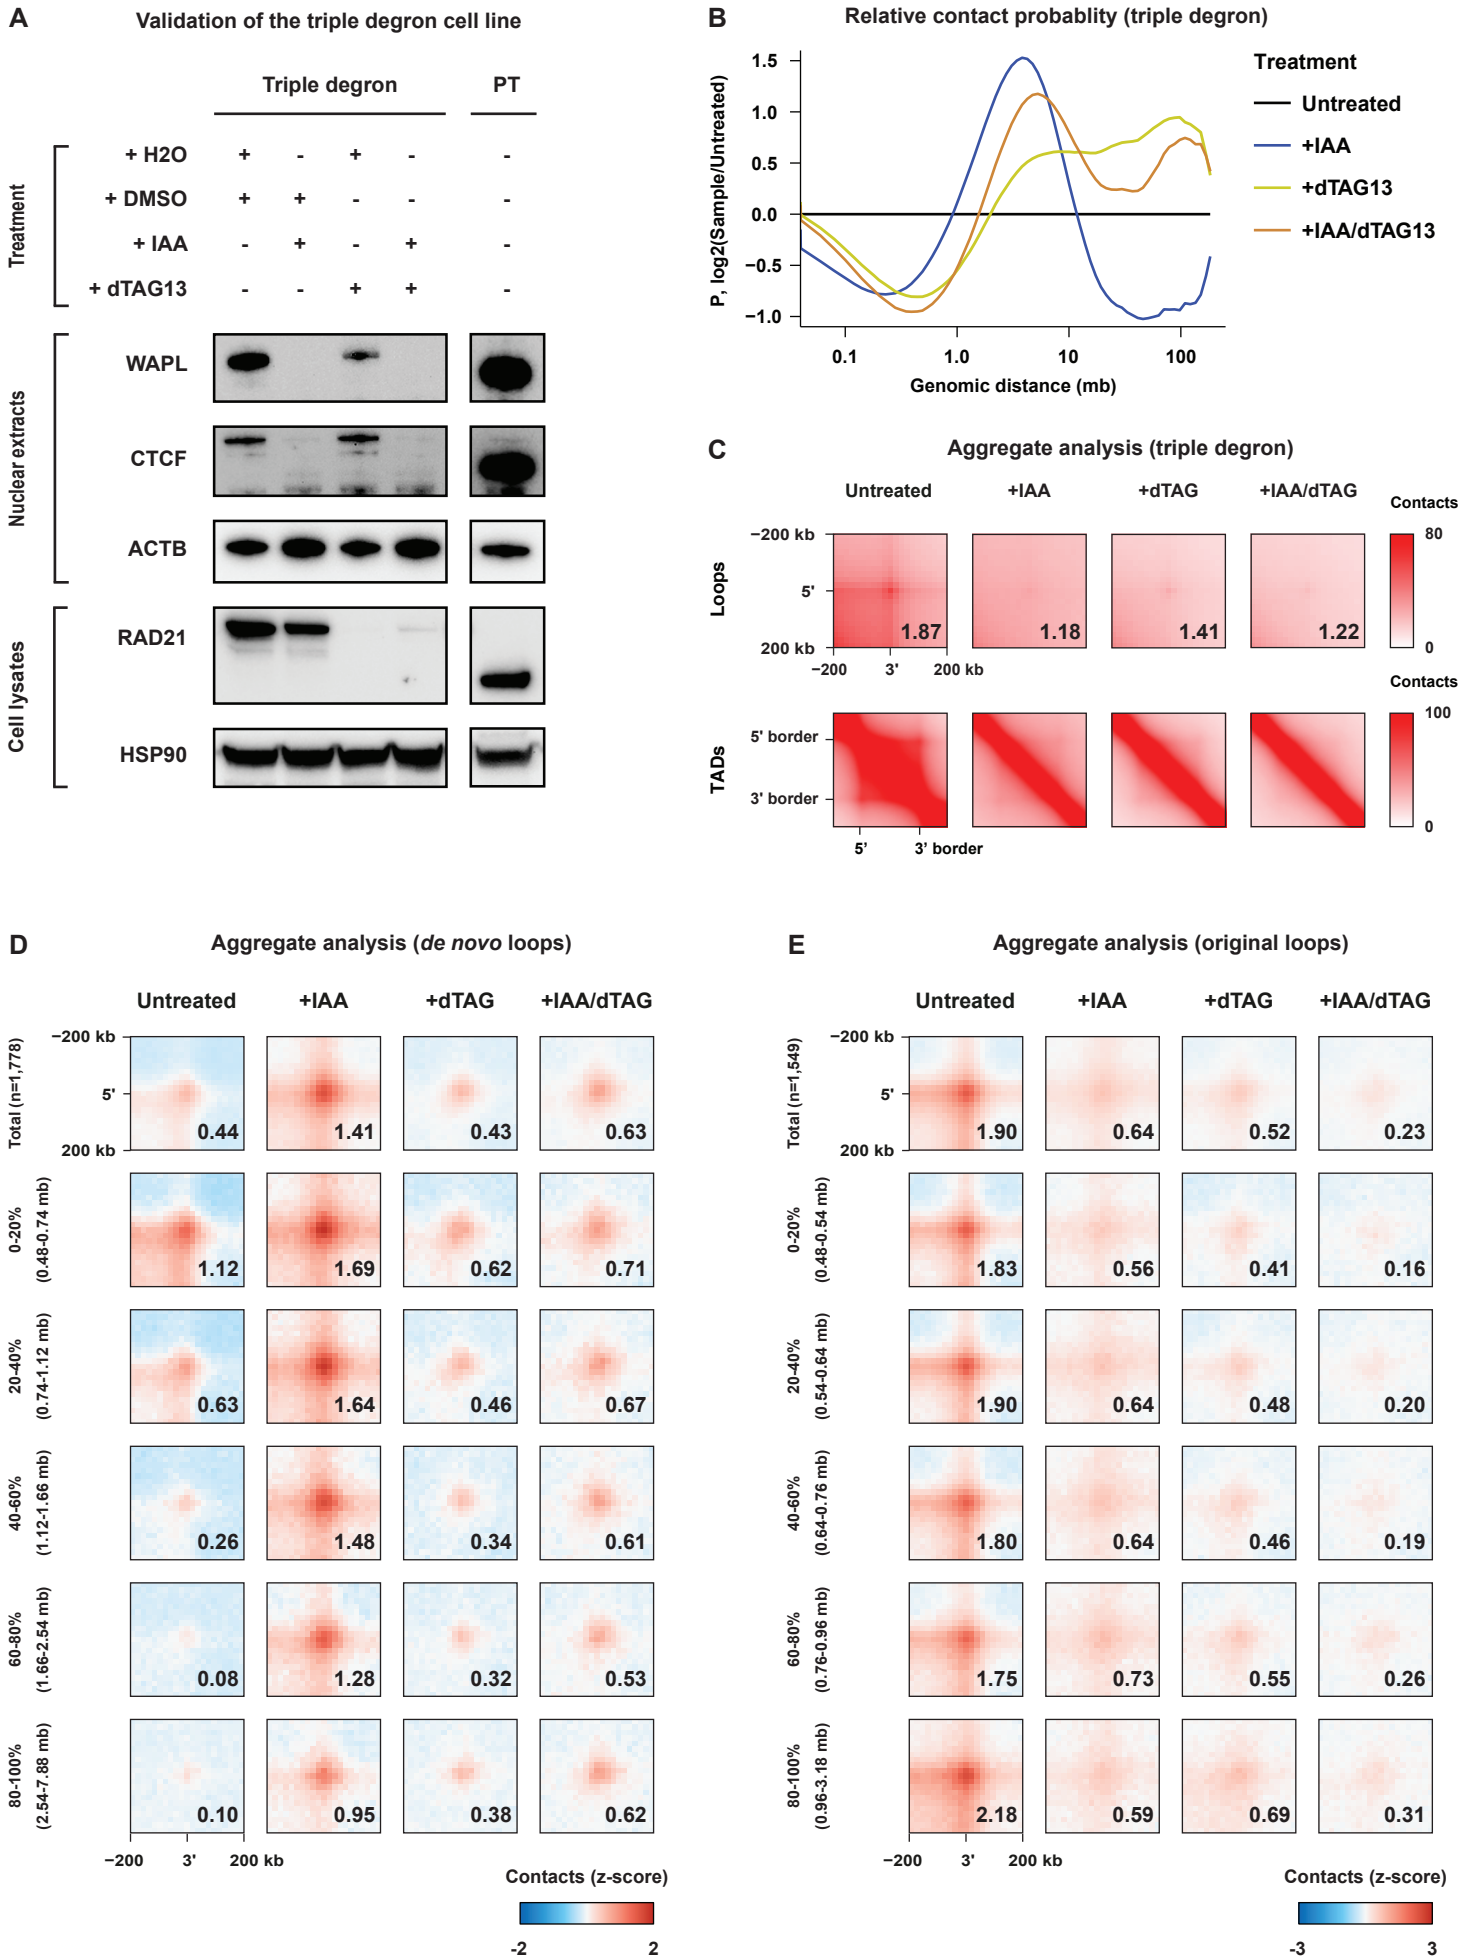 A
Validation of the triple degron cell line
Triple degron
PT
Treatment
+ H2O + - + - -
+ DMSO + + - - -
+ IAA - + - + -
+ dTAG13 - - + + -
Nuclear extracts
WAPL
CTCF
ACTB
Cell lysates
RAD21
HSP90
B
Relative contact probablity (triple degron)
P, log2(Sample/Untreated)
1.5
1.0
0.5
0.0
−0.5
−1.0
0.1 1.0 10 100
Genomic distance (mb)
Treatment
Untreated
+IAA
+dTAG13
+IAA/dTAG13
C
Aggregate analysis (triple degron)
Untreated +IAA +dTAG +IAA/dTAG
Loops
−200 kb
5'
200 kb
1.87 1.18 1.41 1.22
−200 3' 200 kb
Contacts
80
0
TADs
5' border
3' border
5' 3' border
Contacts
100
0
D
Aggregate analysis (de novo loops)
Untreated +IAA +dTAG +IAA/dTAG
−200 kb
5'
200 kb
Total (n=1,778)
0.44 1.41 0.43 0.63
0-20%
(0.48-0.74 mb)
1.12 1.69 0.62 0.71
20-40%
(0.74-1.12 mb)
0.63 1.64 0.46 0.67
40-60%
(1.12-1.66 mb)
0.26 1.48 0.34 0.61
60-80%
(1.66-2.54 mb)
0.08 1.28 0.32 0.53
80-100%
(2.54-7.88 mb)
0.10 0.95 0.38 0.62
−200 3' 200 kb
Contacts (z-score)
-2 2
E
Aggregate analysis (original loops)
Untreated +IAA +dTAG +IAA/dTAG
−200 kb
5'
200 kb
Total (n=1,549)
1.90 0.64 0.52 0.23
0-20%
(0.48-0.54 mb)
1.83 0.56 0.41 0.16
20-40%
(0.54-0.64 mb)
1.90 0.64 0.48 0.20
40-60%
(0.64-0.76 mb)
1.80 0.64 0.46 0.19
60-80%
(0.76-0.96 mb)
1.75 0.73 0.55 0.26
80-100%
(0.96-3.18 mb)
2.18 0.59 0.69 0.31
−200 3' 200 kb
Contacts (z-score)
-3 3